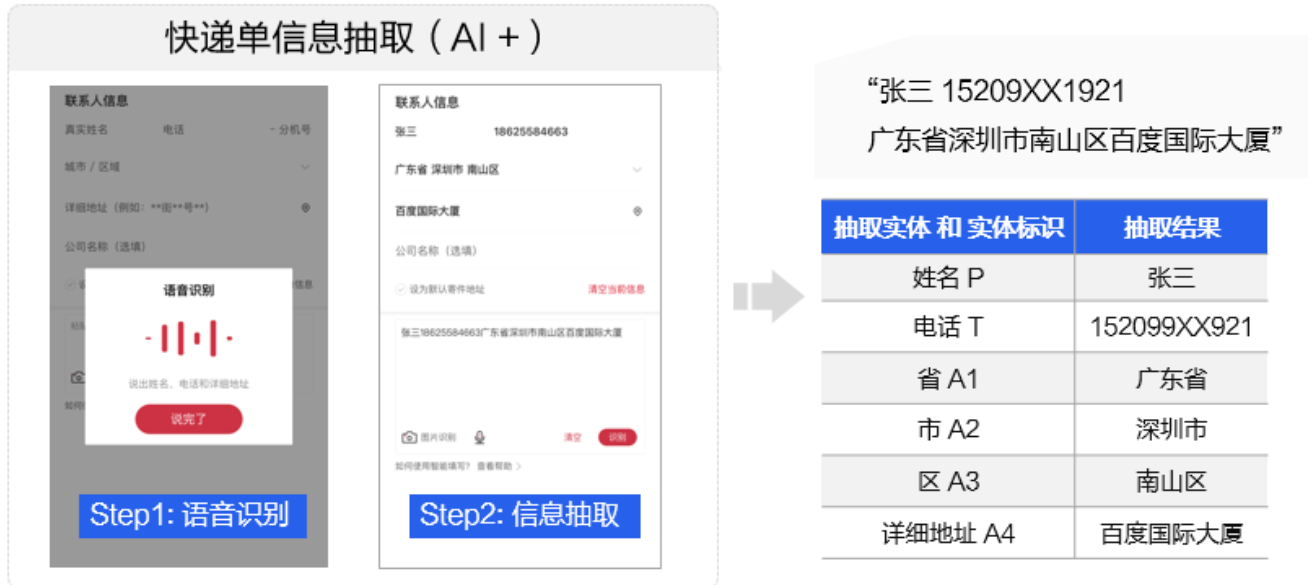 快递单信息抽取（AI +）
联系人信息
真实姓名 电话 - 分机号
城市 / 区域
详细地址（例如：**街**号**）
公司名称（选填）
语音识别
说出姓名、电话和详细地址
说完了
Step1: 语音识别
联系人信息
张三 18625584663
广东省 深圳市 南山区
百度国际大厦
公司名称（选填）
设为默认寄件地址 清空当前信息
张三18625584663广东省深圳市南山区百度国际大厦
图片识别 清空 识别
如何使用智能填写？ 查看帮助 >
Step2: 信息抽取
“张三 15209XX1921
广东省深圳市南山区百度国际大厦”
抽取实体 和 实体标识 抽取结果
姓名 P 张三
电话 T 152099XX921
省 A1 广东省
市 A2 深圳市
区 A3 南山区
详细地址 A4 百度国际大厦